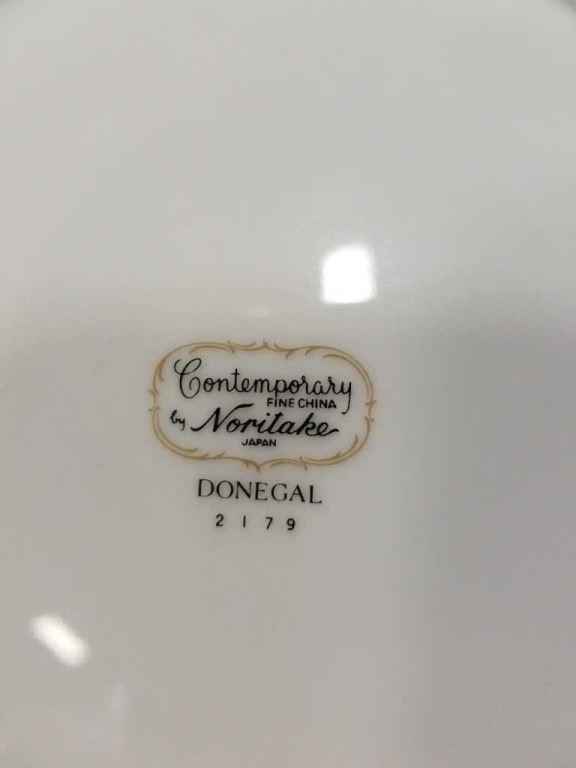 Contemporary
FINE CHINA
by Noritake
JAPAN
DONEGAL
2179